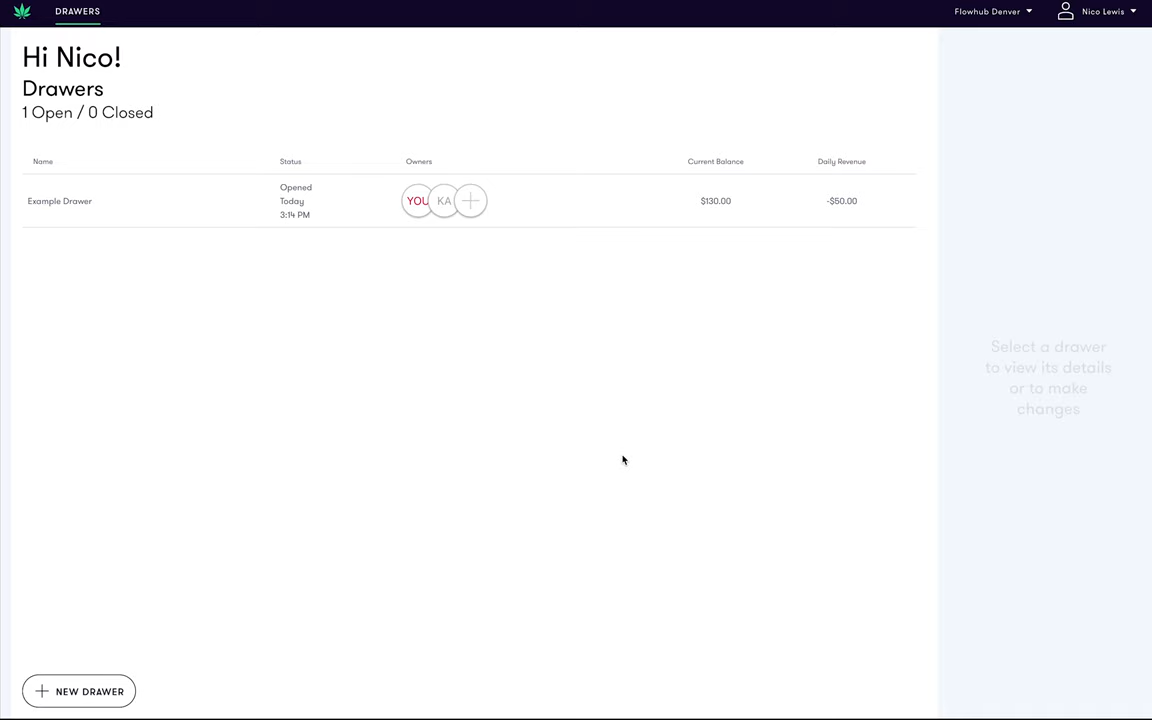 DRAWERS
Flowhub Denver
Nico Lewis
Hi Nico!
Drawers
1 Open / 0 Closed
Name Status Owners Current Balance Daily Revenue
Example Drawer
Opened
Today
3:14 PM
YOU KA
$130.00
-$50.00
Select a drawer
to view its details
or to make
changes
NEW DRAWER